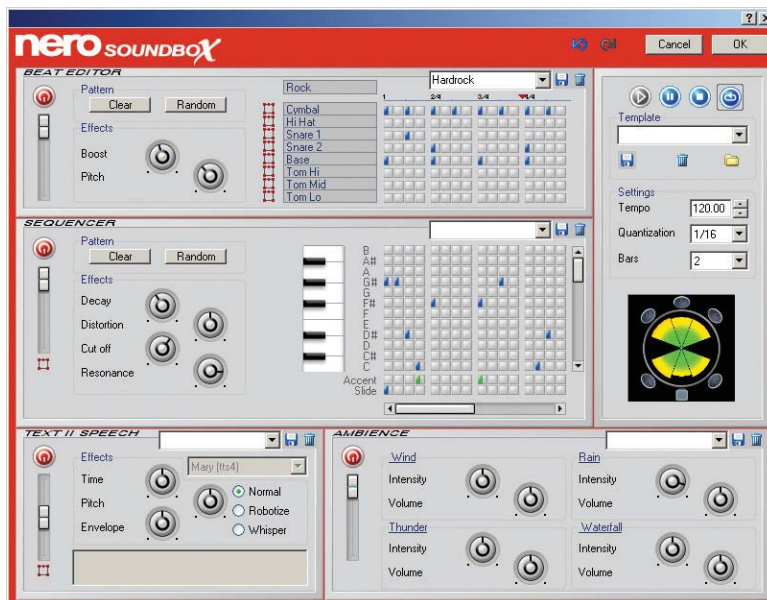 nero SOUNDBOX
Cancel
OK
BEAT EDITOR
Pattern
Clear
Random
Effects
Boost
Pitch
Rock
Hardrock
1 2/4 3/4 1/4
Cymbal
Hi Hat
Snare 1
Snare 2
Base
Tom Hi
Tom Mid
Tom Lo
Template
Settings
Tempo 120.00
Quantization 1/16
Bars 2
SEQUENCER
Pattern
Clear
Random
Effects
Decay
Distortion
Cut off
Resonance
B
A#
A
G#
G
F#
F
E
D#
D
C#
C
Accent
Slide
TEXT II SPEECH
Effects
Time
Pitch
Envelope
Mary (tts4)
Normal
Robotize
Whisper
AMBIENCE
Wind
Intensity
Volume
Rain
Intensity
Volume
Thunder
Intensity
Volume
Waterfall
Intensity
Volume